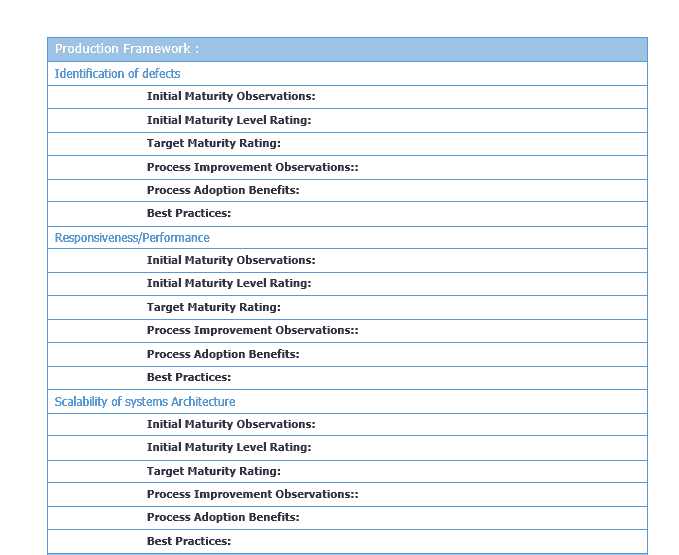 Production Framework :
Identification of defects
Initial Maturity Observations:
Initial Maturity Level Rating:
Target Maturity Rating:
Process Improvement Observations::
Process Adoption Benefits:
Best Practices:
Responsiveness/Performance
Initial Maturity Observations:
Initial Maturity Level Rating:
Target Maturity Rating:
Process Improvement Observations::
Process Adoption Benefits:
Best Practices:
Scalability of systems Architecture
Initial Maturity Observations:
Initial Maturity Level Rating:
Target Maturity Rating:
Process Improvement Observations::
Process Adoption Benefits:
Best Practices: